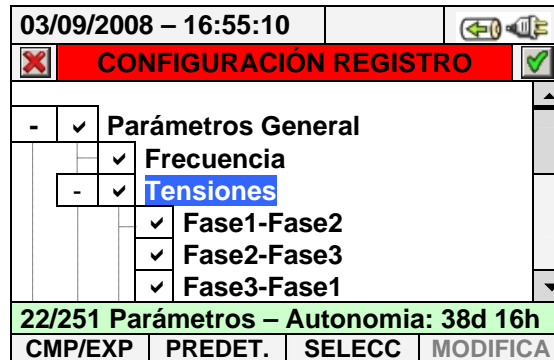 03/09/2008 – 16:55:10
CONFIGURACIÓN REGISTRO
- Parámetros General
Frecuencia
- Tensiones
Fase1-Fase2
Fase2-Fase3
Fase3-Fase1
22/251 Parámetros – Autonomia: 38d 16h
CMP/EXP PREDET. SELECC MODIFICA